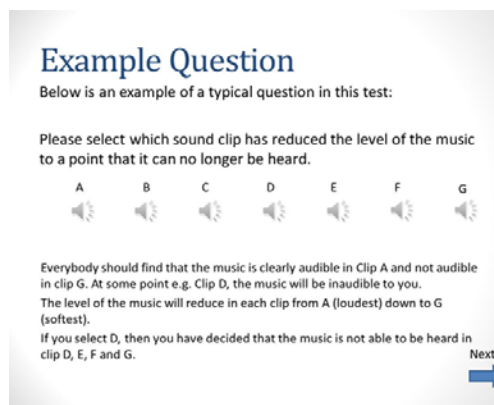 Example Question
Below is an example of a typical question in this test:
Please select which sound clip has reduced the level of the music
to a point that it can no longer be heard.
A B C D E F G
Everybody should find that the music is clearly audible in Clip A and not audible
in clip G. At some point e.g. Clip D, the music will be inaudible to you.
The level of the music will reduce in each clip from A (loudest) down to G
(softest).
If you select D, then you have decided that the music is not able to be heard in
clip D, E, F and G.
Next